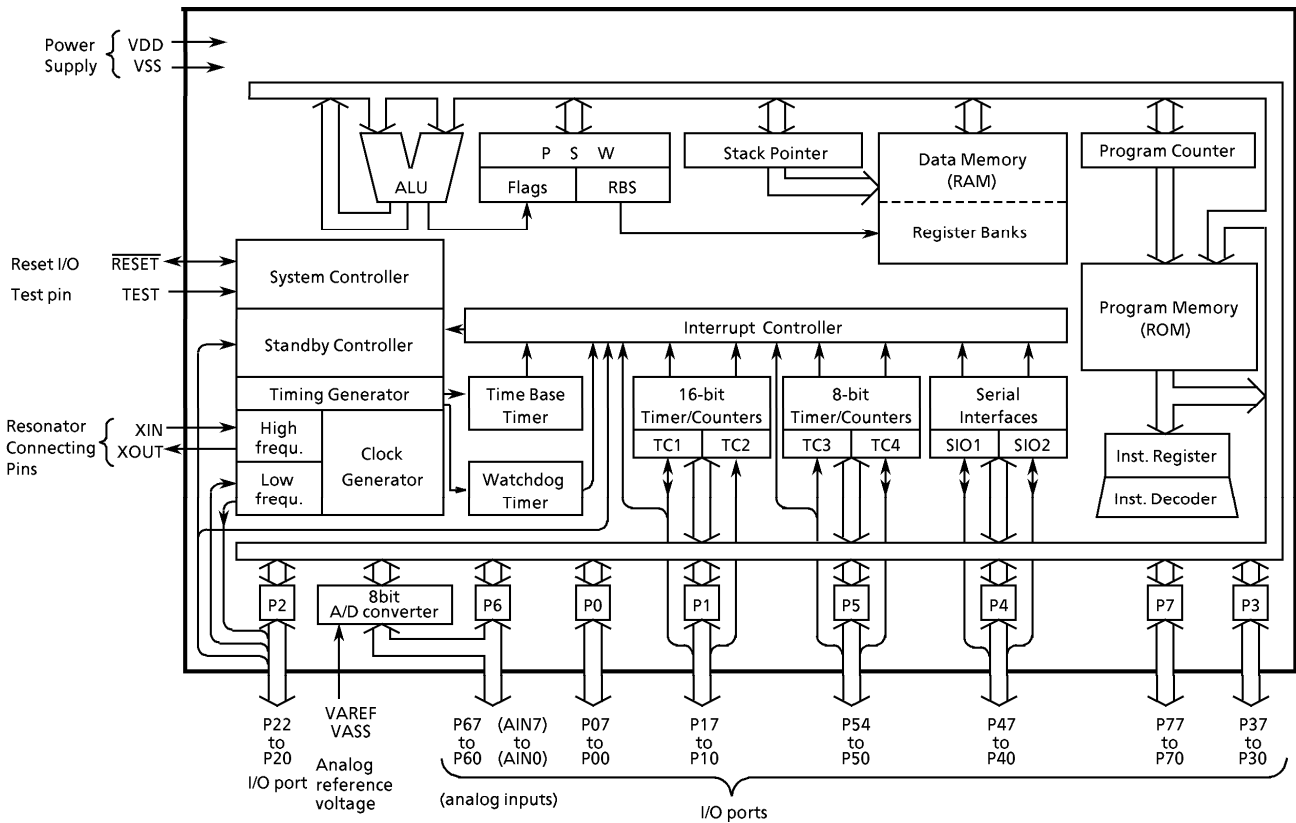 Power
Supply
VDD
VSS
ALU
P S W
Flags
RBS
Stack Pointer
Data Memory
(RAM)
Register Banks
Program Counter
Reset I/O
RESET
Test pin
TEST
System Controller
Standby Controller
Timing Generator
High
frequ.
Low
frequ.
Clock
Generator
Resonator
Connecting
Pins
XIN
XOUT
Interrupt Controller
Time Base
Timer
Watchdog
Timer
16-bit
Timer/Counters
TC1
TC2
8-bit
Timer/Counters
TC3
TC4
Serial
Interfaces
SIO1
SIO2
Program Memory
(ROM)
Inst. Register
Inst. Decoder
P2
8bit
A/D converter
P6
P0
P1
P5
P4
P7
P3
P22
to
P20
I/O port
VAREF
VASS
Analog
reference
voltage
P67
to
P60
(AIN7)
to
(AIN0)
(analog inputs)
P07
to
P00
P17
to
P10
P54
to
P50
P47
to
P40
P77
to
P70
P37
to
P30
I/O ports